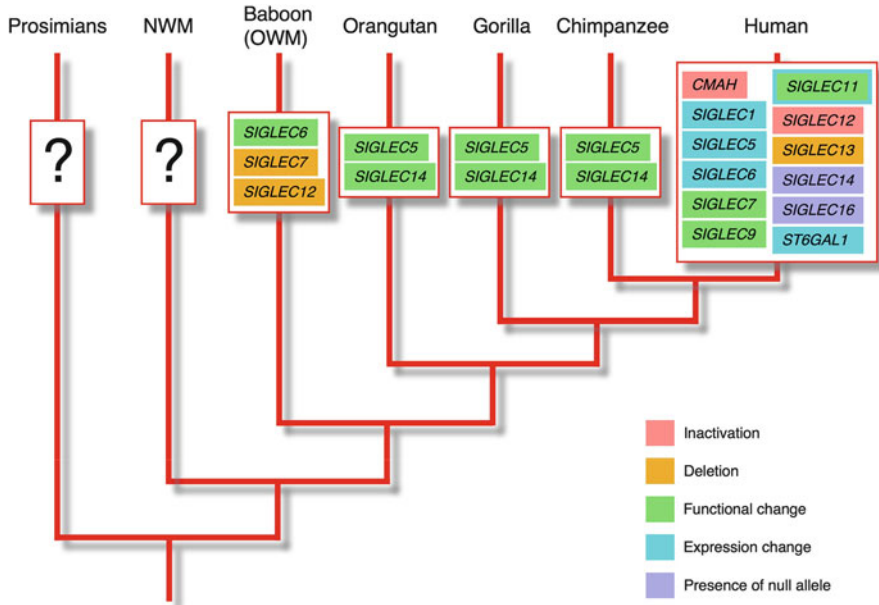 Prosimians
NWM
Baboon
(OWM)
Orangutan
Gorilla
Chimpanzee
Human
?
?
SIGLEC6
SIGLEC7
SIGLEC12
SIGLEC5
SIGLEC14
SIGLEC5
SIGLEC14
SIGLEC5
SIGLEC14
CMAH
SIGLEC1
SIGLEC5
SIGLEC6
SIGLEC7
SIGLEC9
SIGLEC11
SIGLEC12
SIGLEC13
SIGLEC14
SIGLEC16
ST6GAL1
Inactivation
Deletion
Functional change
Expression change
Presence of null allele